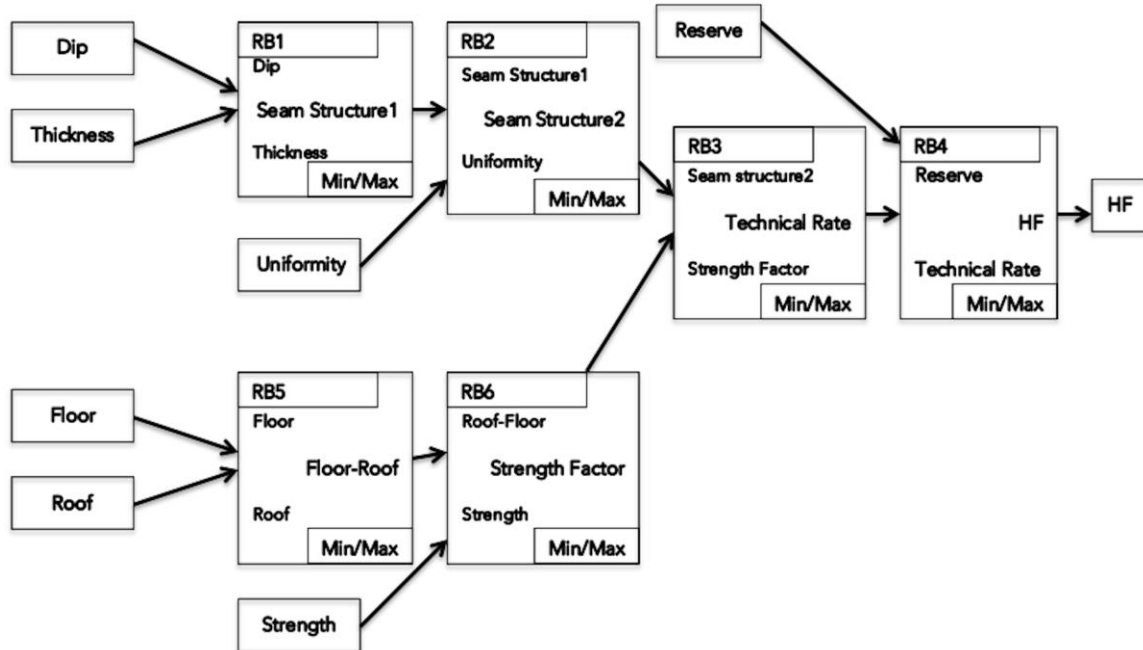 Dip
Thickness
RB1
Dip
Seam Structure1
Thickness
Min/Max
RB2
Seam Structure1
Seam Structure2
Uniformity
Min/Max
Uniformity
Reserve
RB3
Seam structure2
Technical Rate
Strength Factor
Min/Max
RB4
Reserve
HF
Technical Rate
Min/Max
HF
Floor
Roof
RB5
Floor
Floor-Roof
Roof
Min/Max
RB6
Roof-Floor
Strength Factor
Strength
Min/Max
Strength